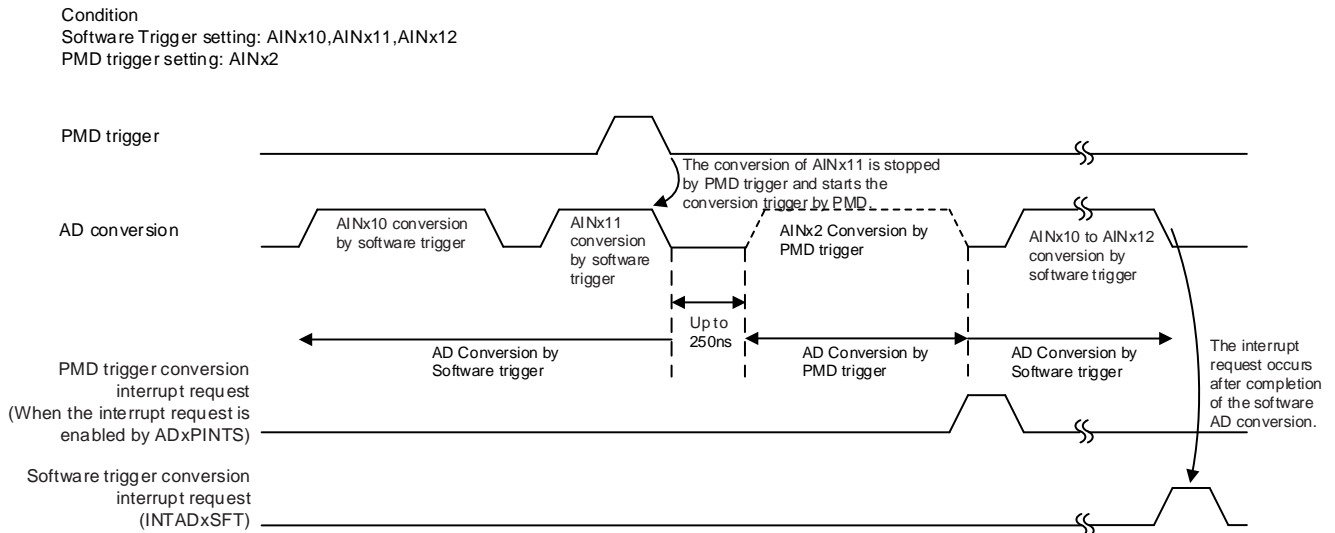 Condition
Software Trigger setting: AINx10,AINx11,AINx12
PMD trigger setting: AINx2
PMD trigger
The conversion of AINx11 is stopped
by PMD trigger and starts the
conversion trigger by PMD.
AD conversion
AINx10 conversion
by software trigger
AINx11
conversion
by software
trigger
AINx2 Conversion by
PMD trigger
AINx10 to AINx12
conversion by
software trigger
Up to
250ns
AD Conversion by
Software trigger
AD Conversion by
PMD trigger
AD Conversion by
Software trigger
The interrupt
request occurs
after completion
of the software
AD conversion.
PMD trigger conversion
interrupt request
(When the interrupt request is
enabled by ADxPINTS)
Software trigger conversion
interrupt request
(INTADxSFT)